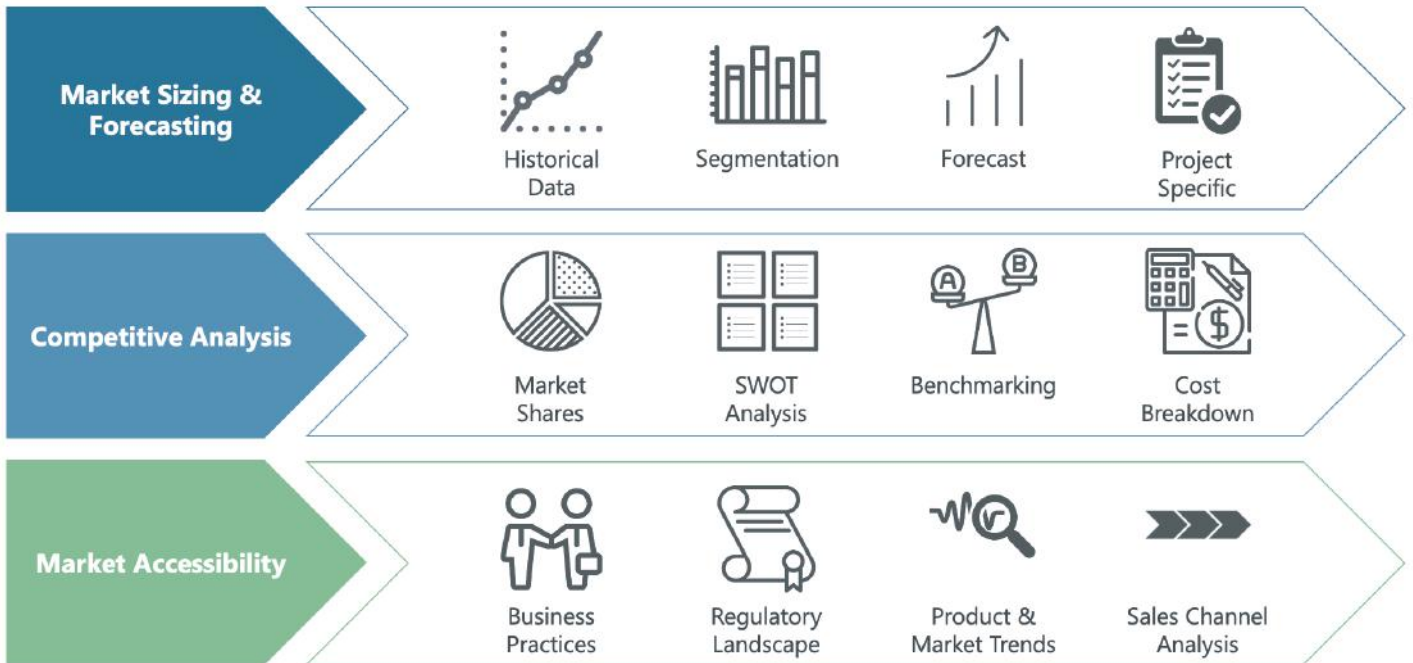 Market Sizing &
Forecasting
Historical
Data
Segmentation
Forecast
Project
Specific
Competitive Analysis
A
B
$
=
Market
Shares
SWOT
Analysis
Benchmarking
Cost
Breakdown
Market Accessibility
Business
Practices
Regulatory
Landscape
Product &
Market Trends
Sales Channel
Analysis